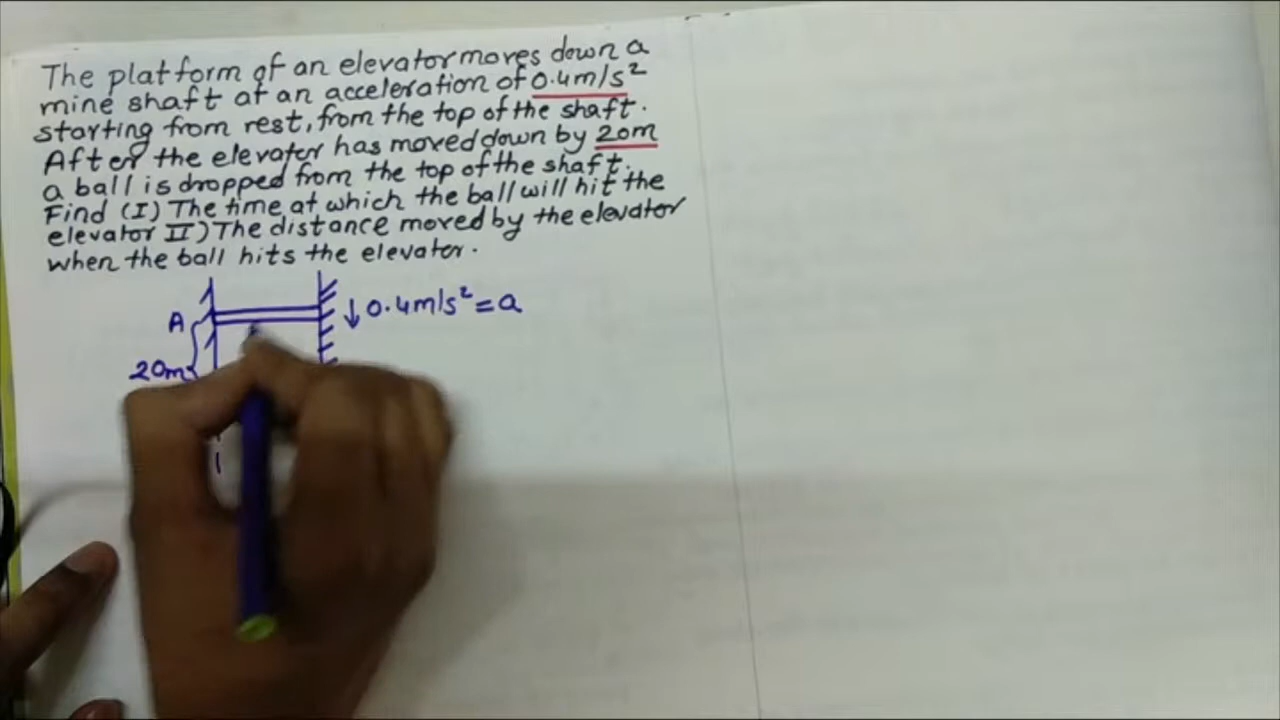 The platform of an elevator moves down a
mine shaft at an acceleration of 0.4m/s²
starting from rest, from the top of the shaft.
After the elevator has moved down by 20m
a ball is dropped from the top of the shaft.
Find (I) The time at which the ball will hit the
elevator II) The distance moved by the elevator
when the ball hits the elevator.
A
↓ 0.4m/s² = a
20m